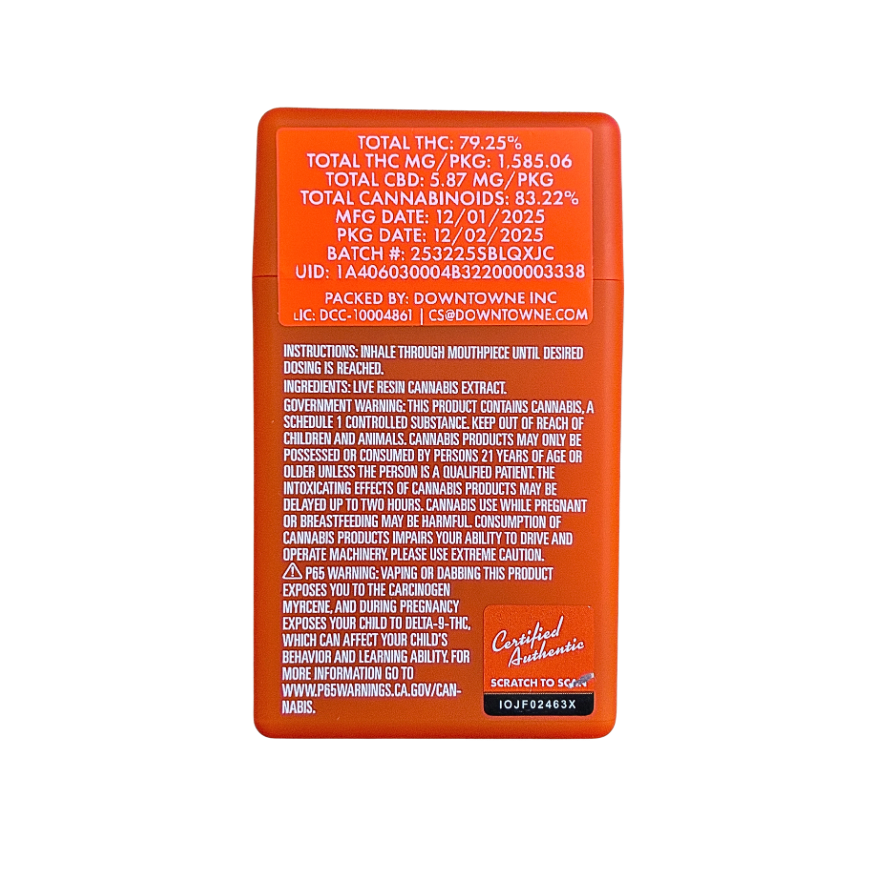 TOTAL THC: 79.25%
TOTAL THC MG/PKG: 1,585.06
TOTAL CBD: 5.87 MG/PKG
TOTAL CANNABINOIDS: 83.22%
MFG DATE: 12/01/2025
PKG DATE: 12/02/2025
BATCH #: 253225SBLQXJC
UID: 1A406030004B322000003338
PACKED BY: DOWNTOWNE INC
LIC: DCC-10004861 | CS@DOWNTOWNE.COM
INSTRUCTIONS: INHALE THROUGH MOUTHPIECE UNTIL DESIRED
DOSING IS REACHED.
INGREDIENTS: LIVE RESIN CANNABIS EXTRACT.
GOVERNMENT WARNING: THIS PRODUCT CONTAINS CANNABIS, A
SCHEDULE 1 CONTROLLED SUBSTANCE. KEEP OUT OF REACH OF
CHILDREN AND ANIMALS. CANNABIS PRODUCTS MAY ONLY BE
POSSESSED OR CONSUMED BY PERSONS 21 YEARS OF AGE OR
OLDER UNLESS THE PERSON IS A QUALIFIED PATIENT. THE
INTOXICATING EFFECTS OF CANNABIS PRODUCTS MAY BE
DELAYED UP TO TWO HOURS. CANNABIS USE WHILE PREGNANT
OR BREASTFEEDING MAY BE HARMFUL. CONSUMPTION OF
CANNABIS PRODUCTS IMPAIRS YOUR ABILITY TO DRIVE AND
OPERATE MACHINERY. PLEASE USE EXTREME CAUTION.
⚠ P65 WARNING: VAPING OR DABBING THIS PRODUCT
EXPOSES YOU TO THE CARCINOGEN
MYRCENE, AND DURING PREGNANCY
EXPOSES YOUR CHILD TO DELTA-9-THC,
WHICH CAN AFFECT YOUR CHILD'S
BEHAVIOR AND LEARNING ABILITY. FOR
MORE INFORMATION GO TO
WWW.P65WARNINGS.CA.GOV/CAN-
NABIS.
Certified
Authentic
SCRATCH TO SCAN
IOJF02463X